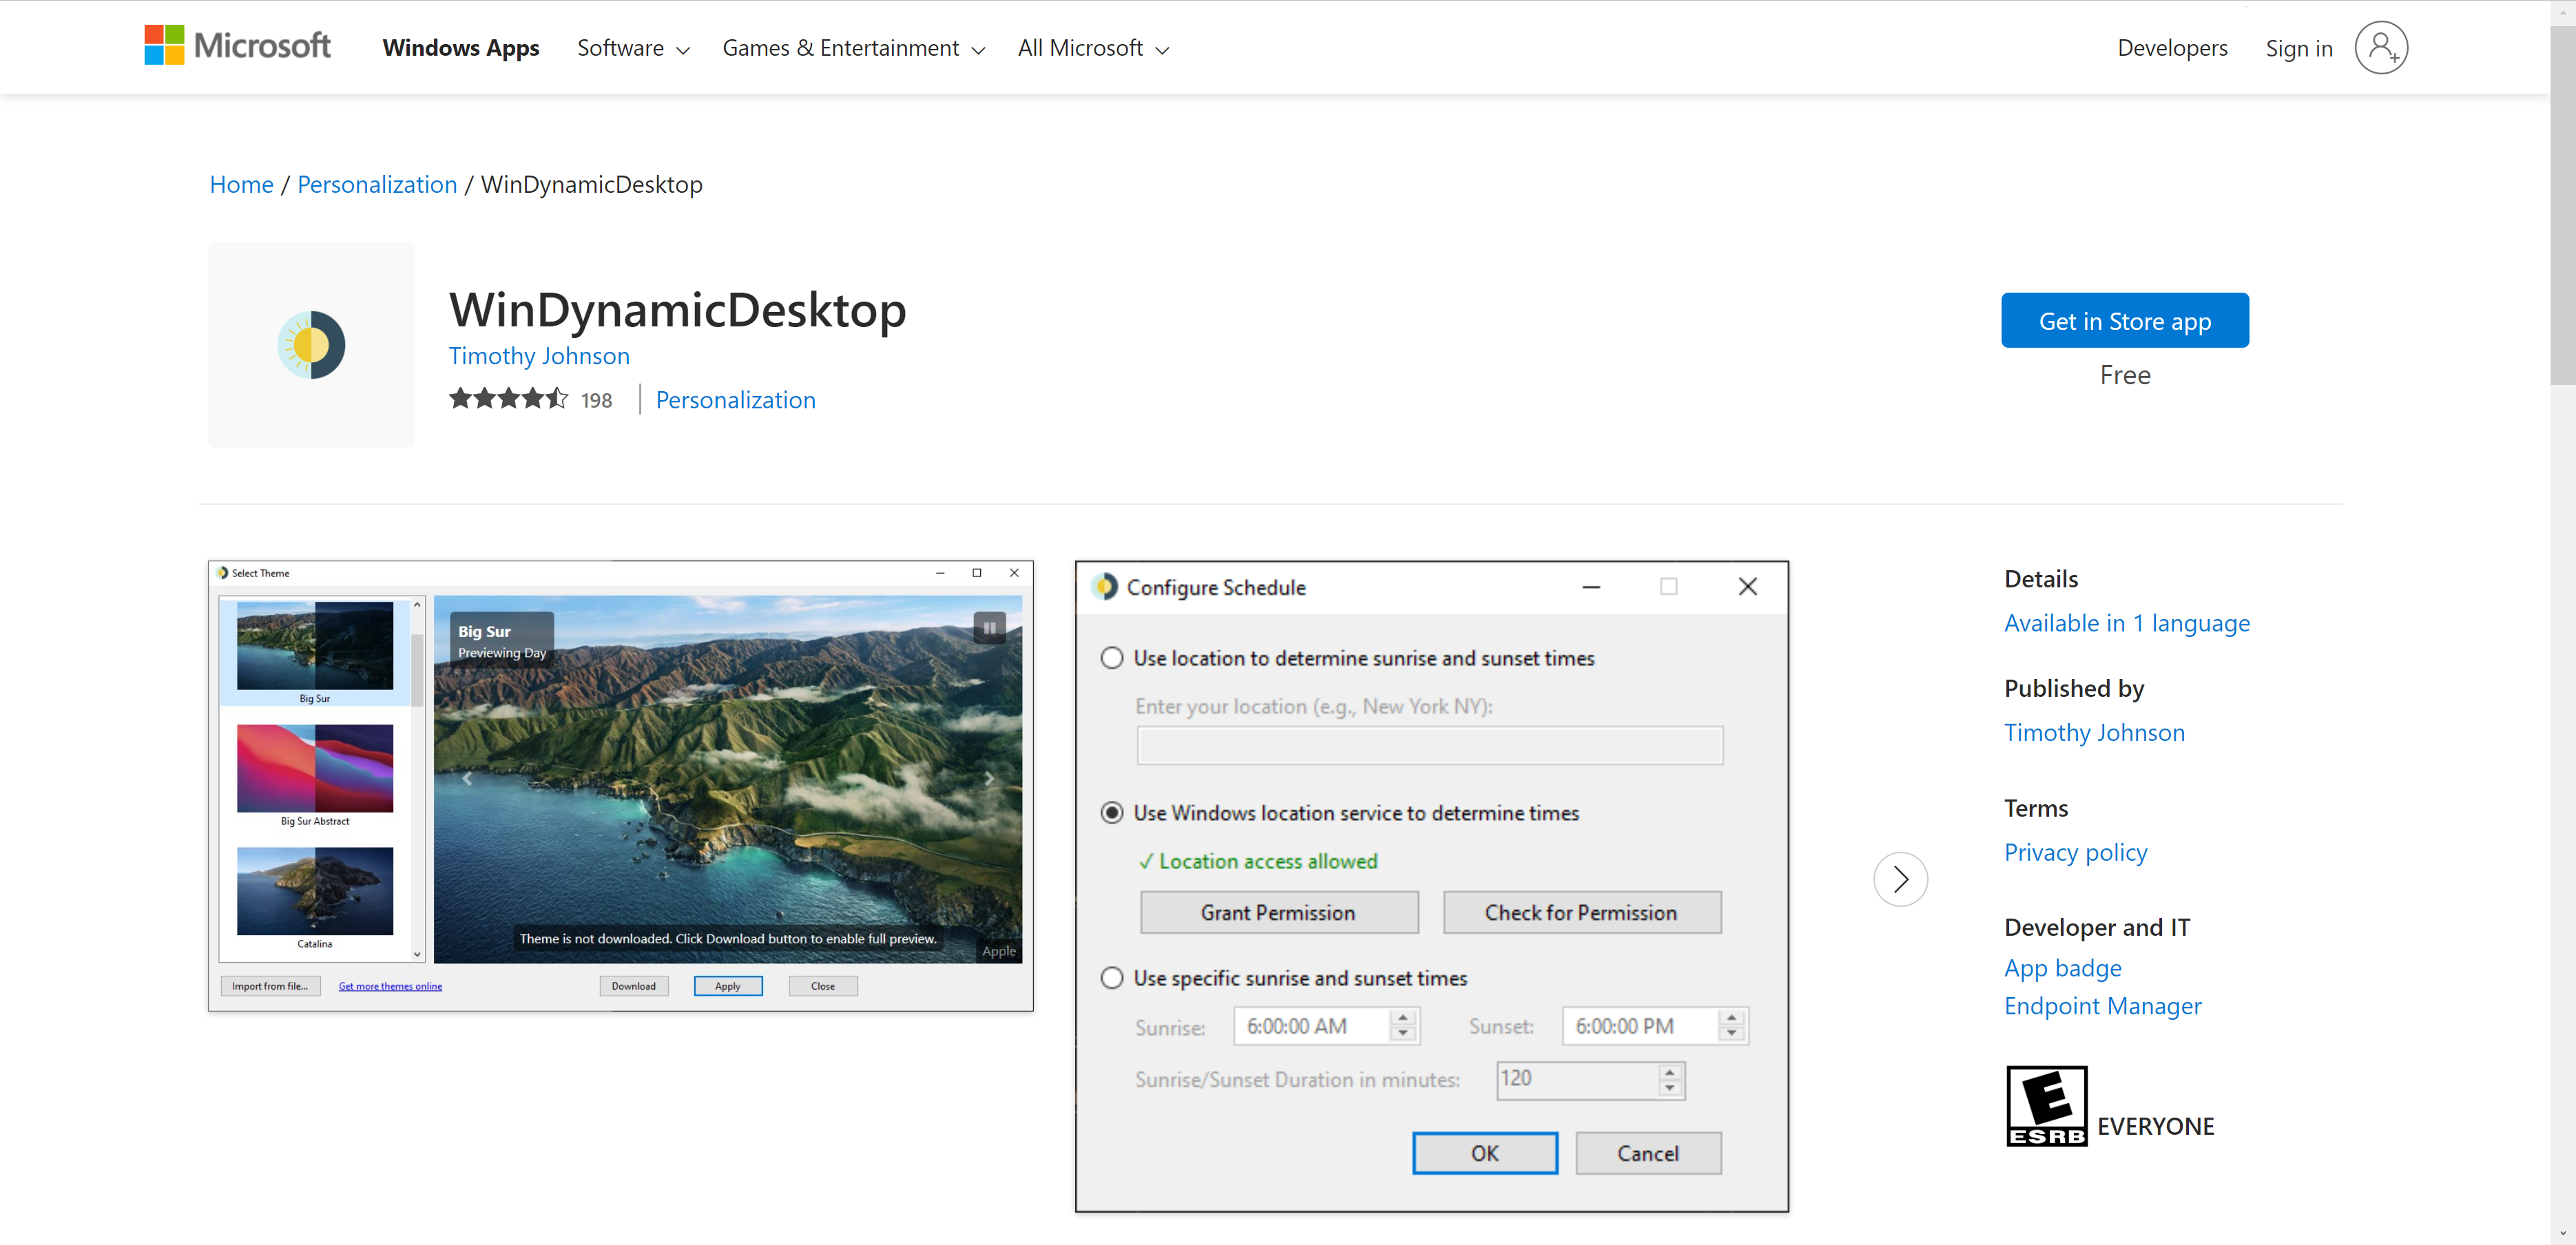 Microsoft
Windows Apps
Software
Games & Entertainment
All Microsoft
Developers
Sign in
Home / Personalization / WinDynamicDesktop
WinDynamicDesktop
Timothy Johnson
198
Personalization
Get in Store app
Free
Select Theme
Big Sur
Big Sur Abstract
Catalina
Big Sur
Previewing Day
Theme is not downloaded. Click Download button to enable full preview.
Apple
Import from file...
Get more themes online
Download
Apply
Close
Configure Schedule
Use location to determine sunrise and sunset times
Enter your location (e.g., New York NY):
Use Windows location service to determine times
✓ Location access allowed
Grant Permission
Check for Permission
Use specific sunrise and sunset times
Sunrise: 6:00:00 AM
Sunset: 6:00:00 PM
Sunrise/Sunset Duration in minutes: 120
OK
Cancel
Details
Available in 1 language
Published by
Timothy Johnson
Terms
Privacy policy
Developer and IT
App badge
Endpoint Manager
E
ESRB
EVERYONE